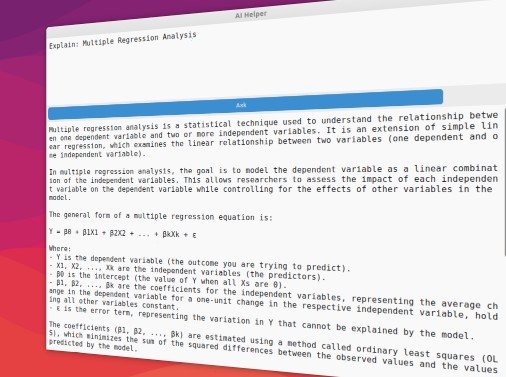 AI Helper
Explain: Multiple Regression Analysis
Ask
Multiple regression analysis is a statistical technique used to understand the relationship betwe
en one dependent variable and two or more independent variables. It is an extension of simple lin
ear regression, which examines the linear relationship between two variables (one dependent and o
ne independent variable).
In multiple regression analysis, the goal is to model the dependent variable as a linear combinat
ion of the independent variables. This allows researchers to assess the impact of each independen
t variable on the dependent variable while controlling for the effects of other variables in the
model.
The general form of a multiple regression equation is:
Y = β0 + β1X1 + β2X2 + ... + βkXk + ε
Where:
- Y is the dependent variable (the outcome you are trying to predict).
- X1, X2, ..., Xk are the independent variables (the predictors).
- β0 is the intercept (the value of Y when all Xs are 0).
- β1, β2, ..., βk are the coefficients for the independent variables, representing the average ch
ange in the dependent variable for a one-unit change in the respective independent variable, hold
ing all other variables constant.
- ε is the error term, representing the variation in Y that cannot be explained by the model.
The coefficients (β1, β2, ..., βk) are estimated using a method called ordinary least squares (OL
S), which minimizes the sum of the squared differences between the observed values and the values
predicted by the model.